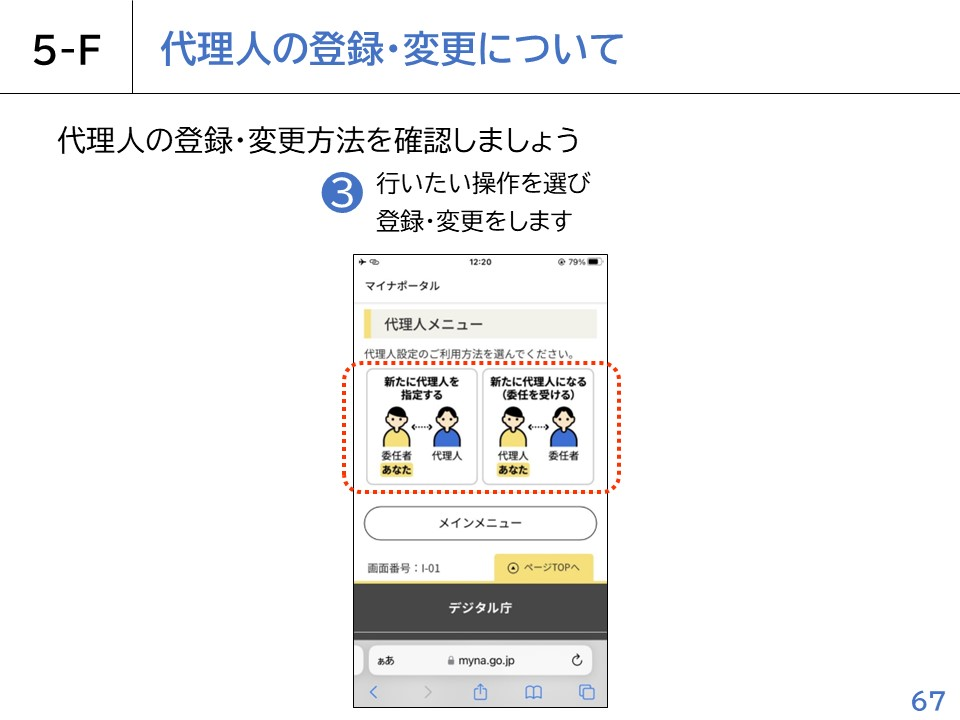 5-F
代理人の登録・変更について
代理人の登録・変更方法を確認しましょう
3
行いたい操作を選び
登録・変更をします
12:20
79%
マイナポータル
代理人メニュー
代理人設定のご利用方法を選んでください。
新たに代理人を
指定する
委任者 代理人
あなた
新たに代理人になる
(委任を受ける)
代理人 委任者
あなた
メインメニュー
画面番号:I-01
ページTOPへ
デジタル庁
ぁあ
myna.go.jp
67